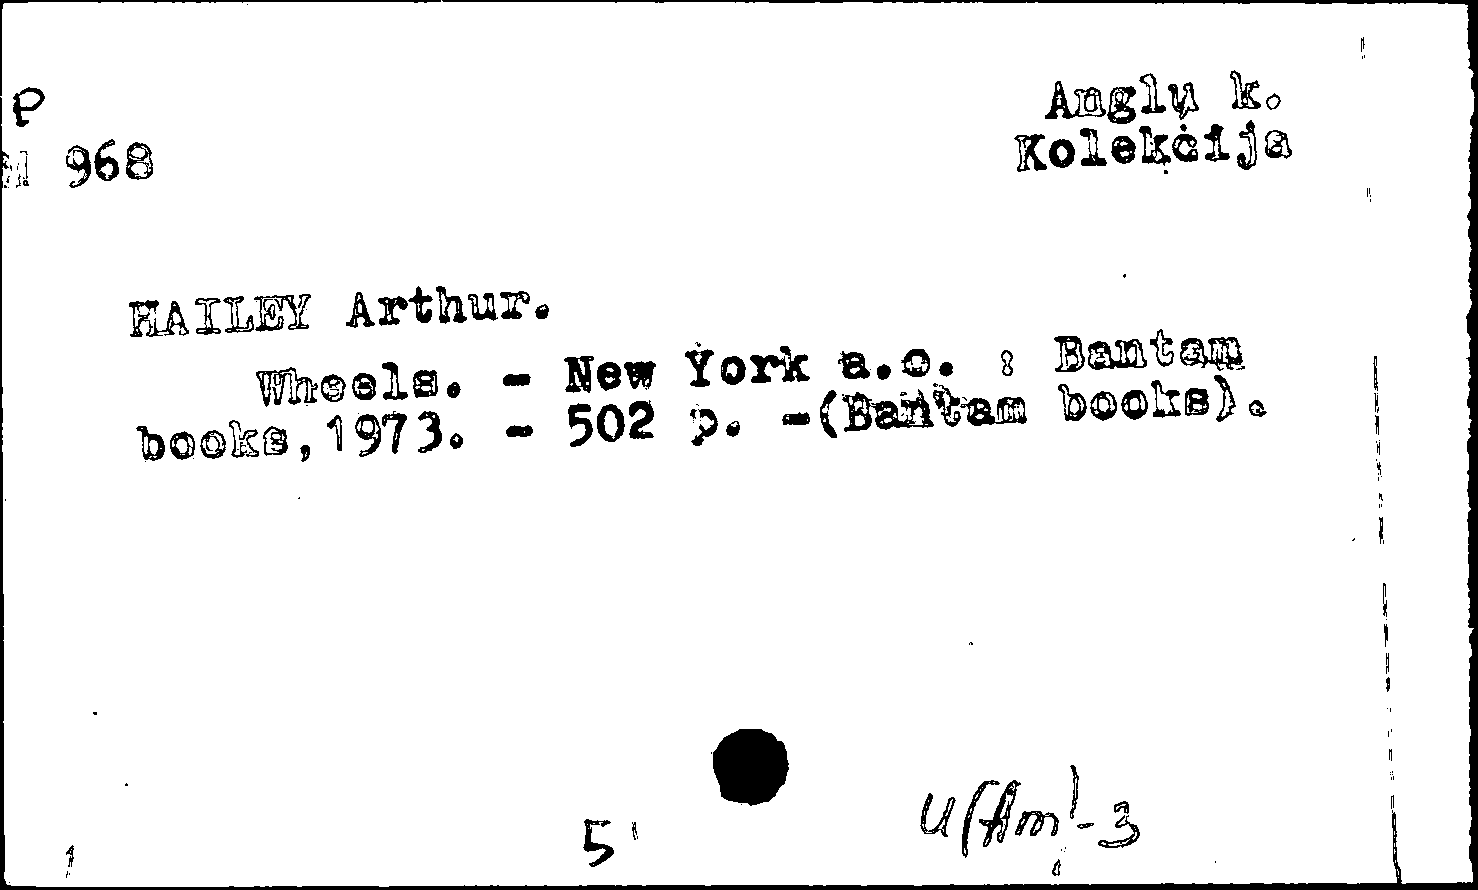 P
968
Anglų k.
Kolekcija
HAILEY Arthur.
Wheels. - New York a.o. : Bantam
books, 1973. - 502 p. -(Bantam books).
5
U(Am)-3